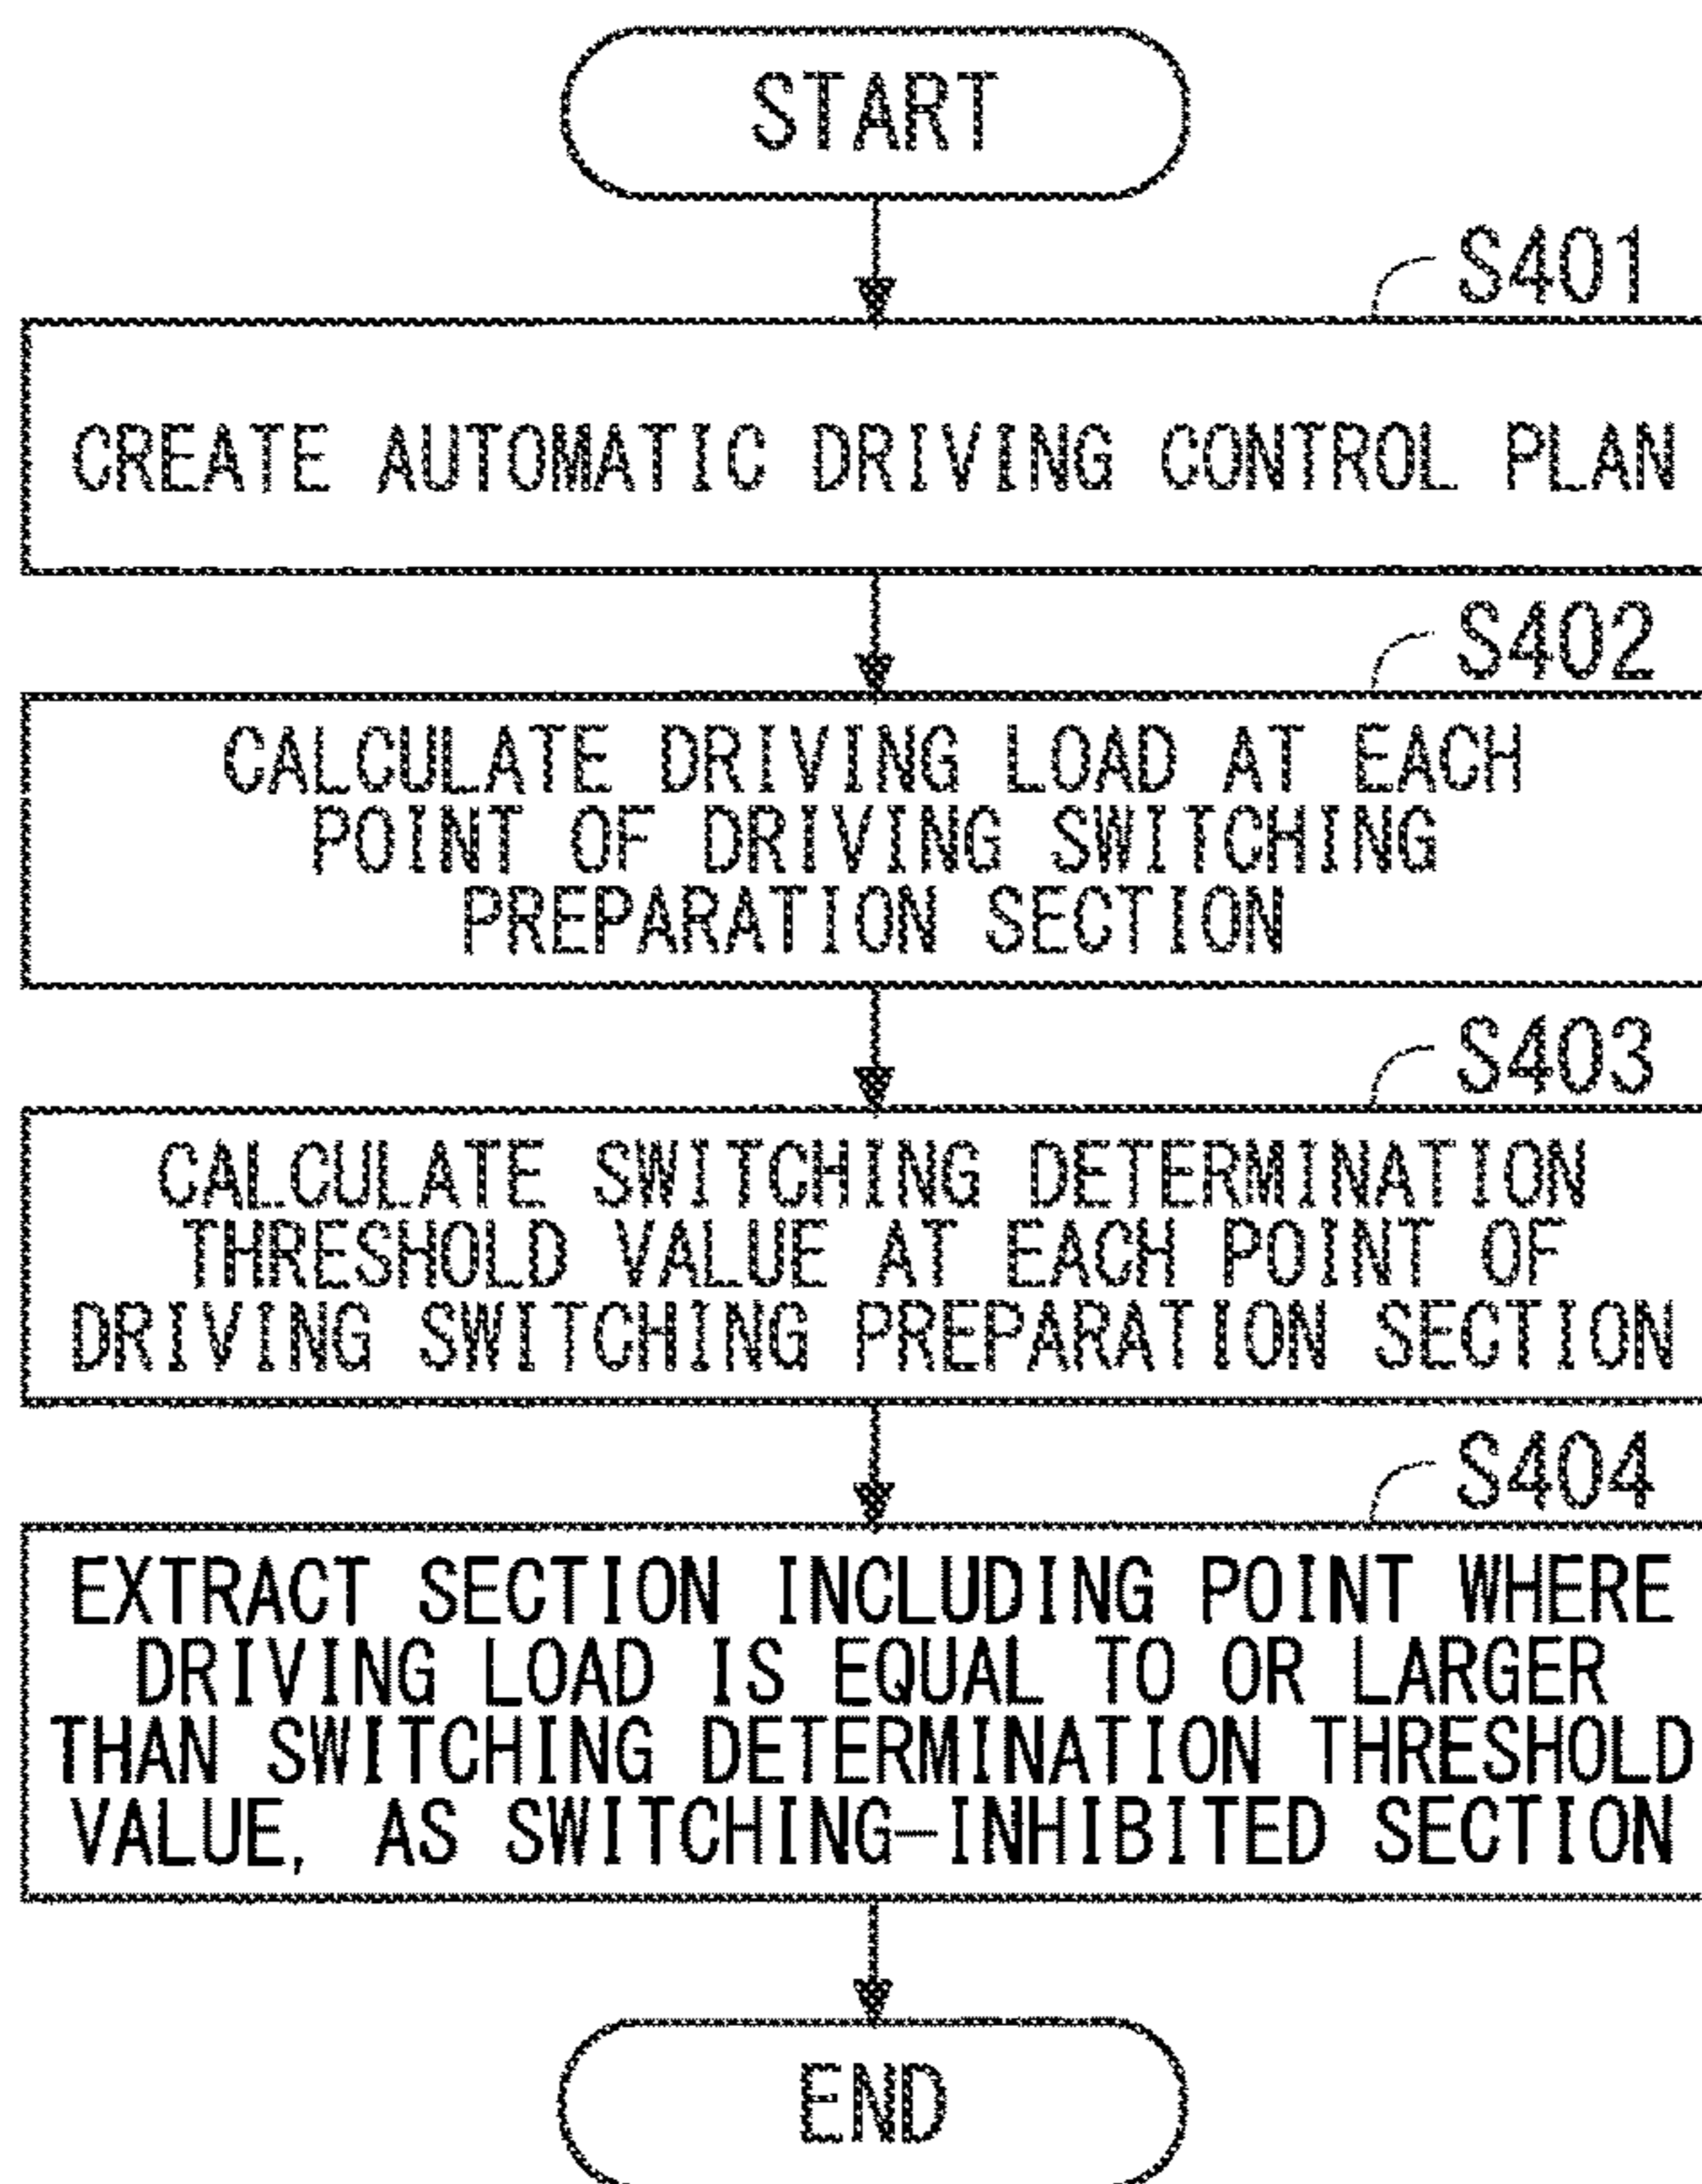 START
S401
CREATE AUTOMATIC DRIVING CONTROL PLAN
S402
CALCULATE DRIVING LOAD AT EACH
POINT OF DRIVING SWITCHING
PREPARATION SECTION
S403
CALCULATE SWITCHING DETERMINATION
THRESHOLD VALUE AT EACH POINT OF
DRIVING SWITCHING PREPARATION SECTION
S404
EXTRACT SECTION INCLUDING POINT WHERE
DRIVING LOAD IS EQUAL TO OR LARGER
THAN SWITCHING DETERMINATION THRESHOLD
VALUE, AS SWITCHING-INHIBITED SECTION
END